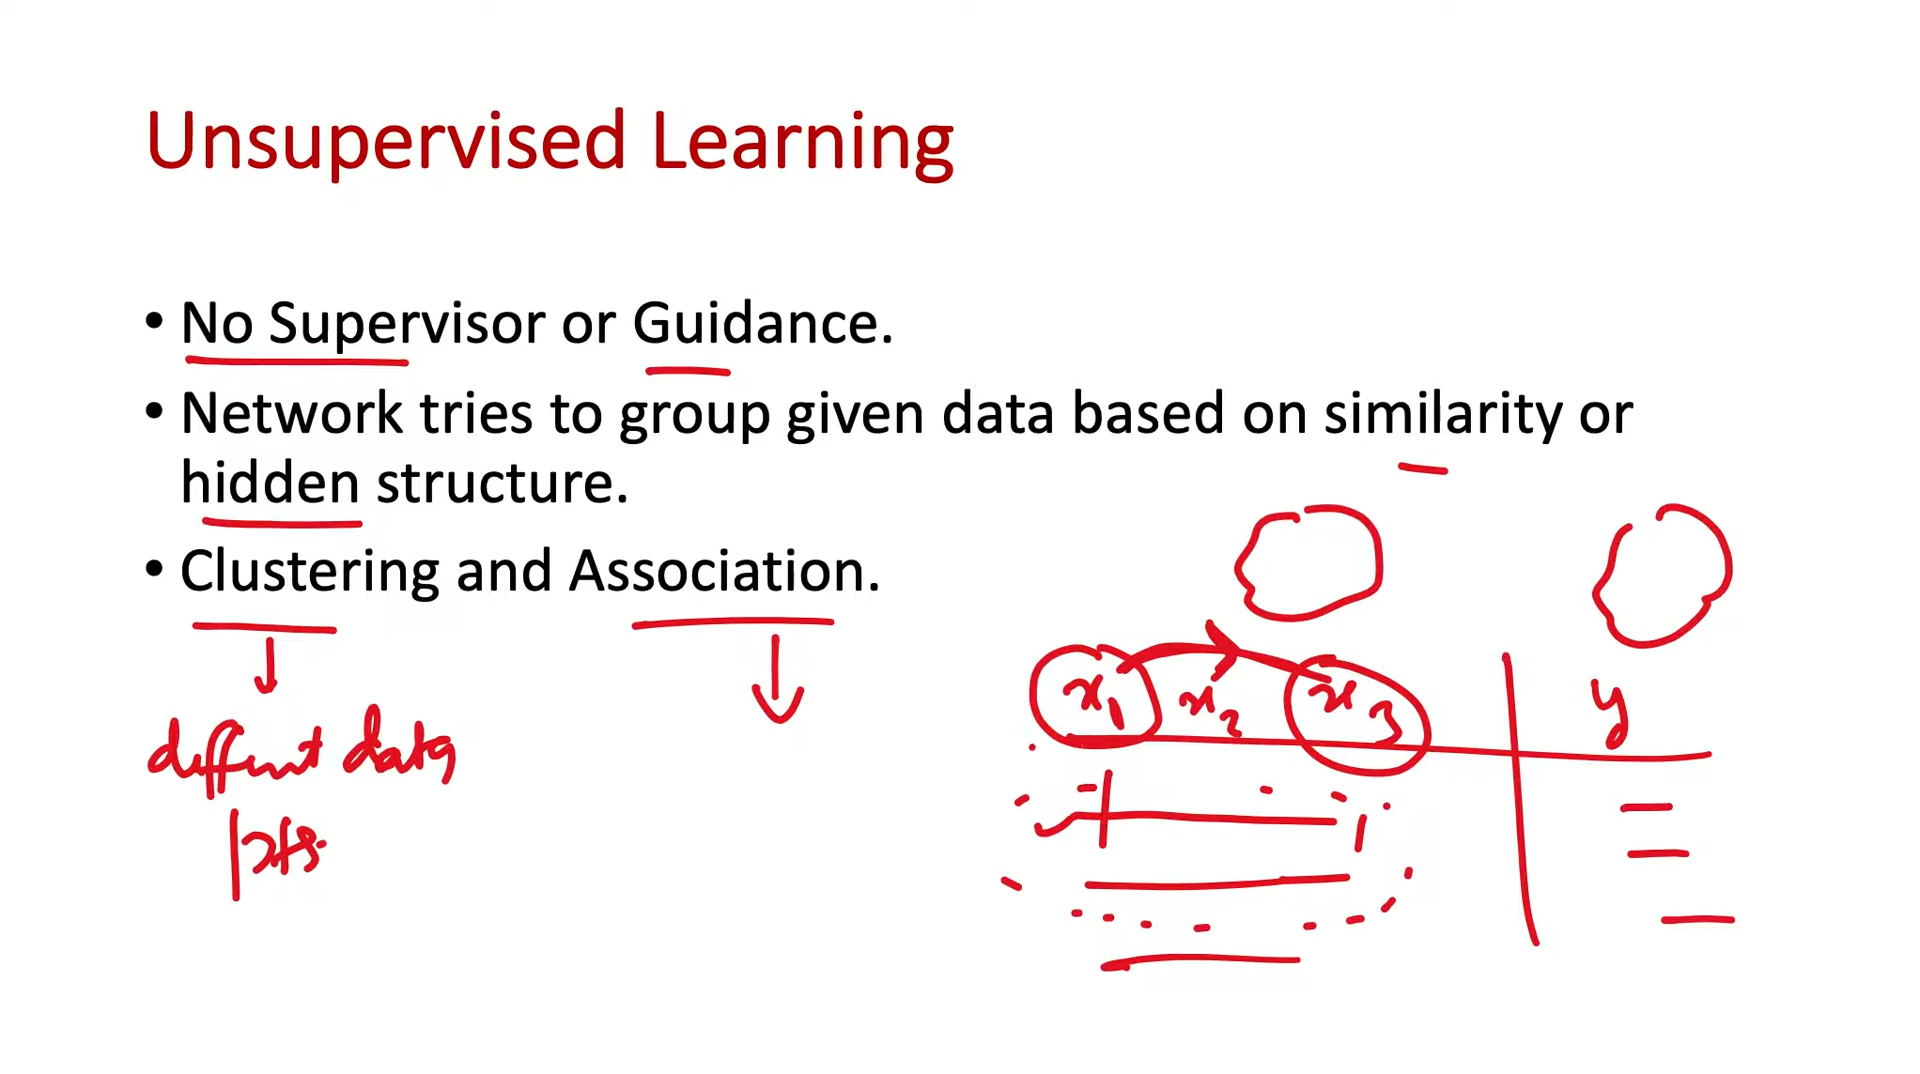 Unsupervised Learning
• No Supervisor or Guidance.
• Network tries to group given data based on similarity or
hidden structure.
• Clustering and Association.
x₁ x₂ x₃ y
data